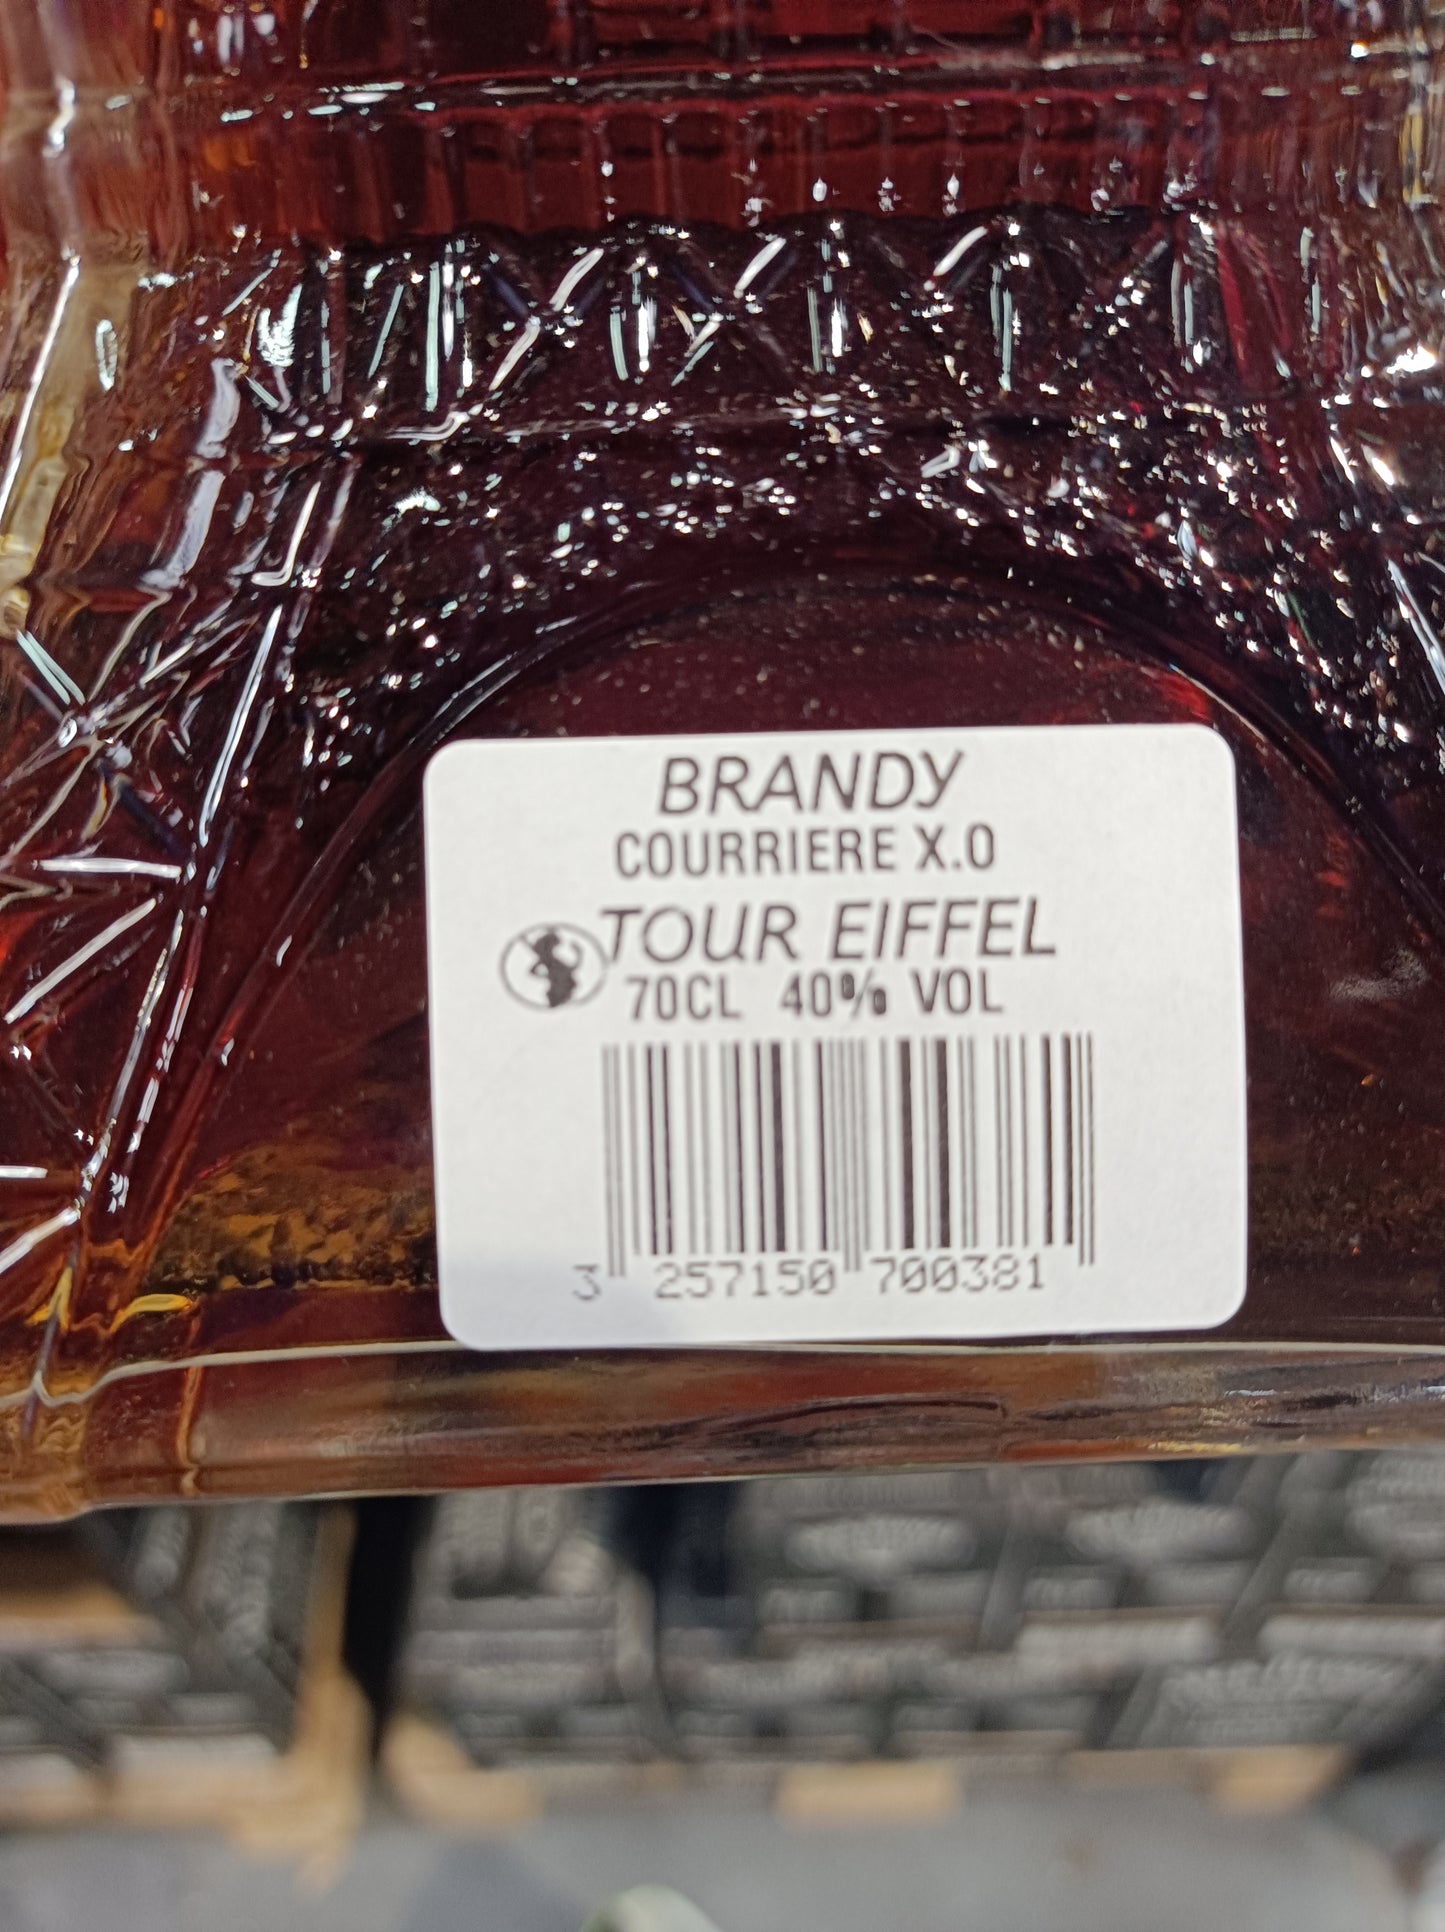 BRANDY
COURRIERE X.O
TOUR EIFFEL
70CL 40% VOL
3 257150 700381